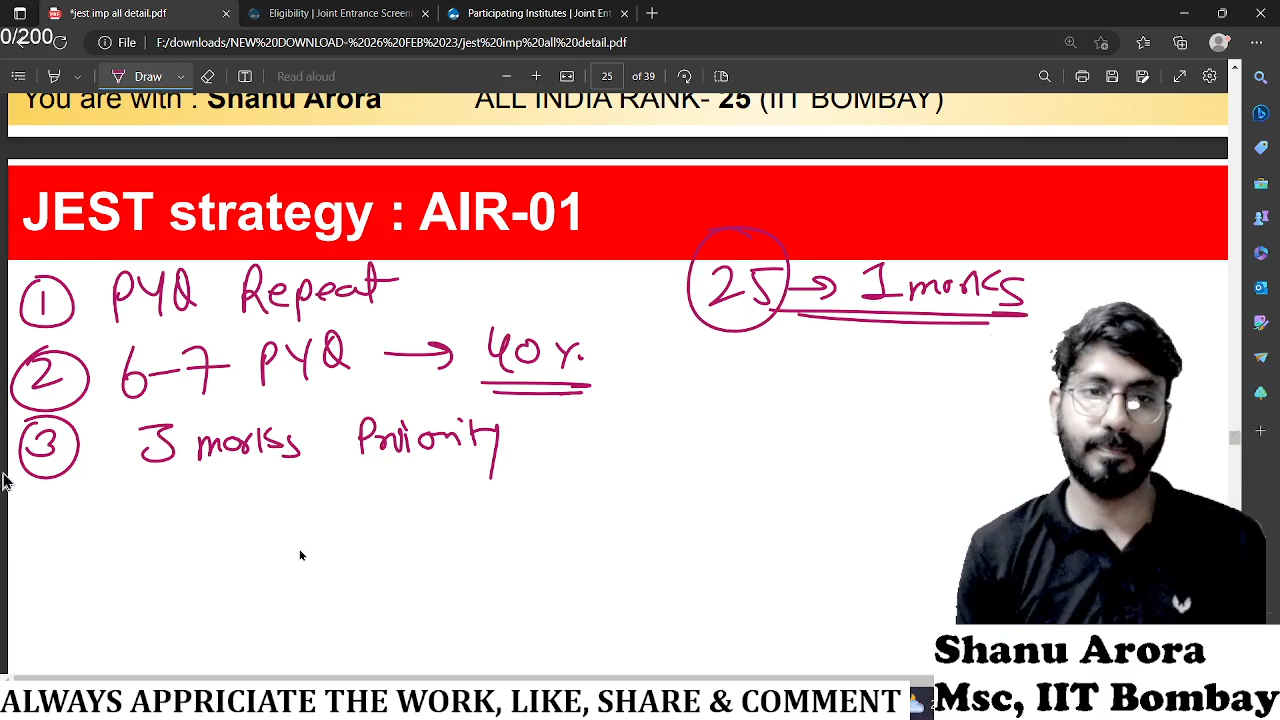 *jest imp all detail.pdf
Eligibility | Joint Entrance Screeni
Participating Institutes | Joint Ent
0/200
File
F:/downloads/NEW%20DOWNLOAD-%2026%20FEB%2023/jest%20imp%20all%20detail.pdf
Draw
Read aloud
25
of 39
You are with : Shanu Arora
ALL INDIA RANK- 25 (IIT BOMBAY)
JEST strategy : AIR-01
1 PYQ Repeat
25 → 1 marks
2 6-7 PYQ → 40 %.
3 3 marks Priority
Shanu Arora
Msc, IIT Bombay
ALWAYS APPRICIATE THE WORK, LIKE, SHARE & COMMENT